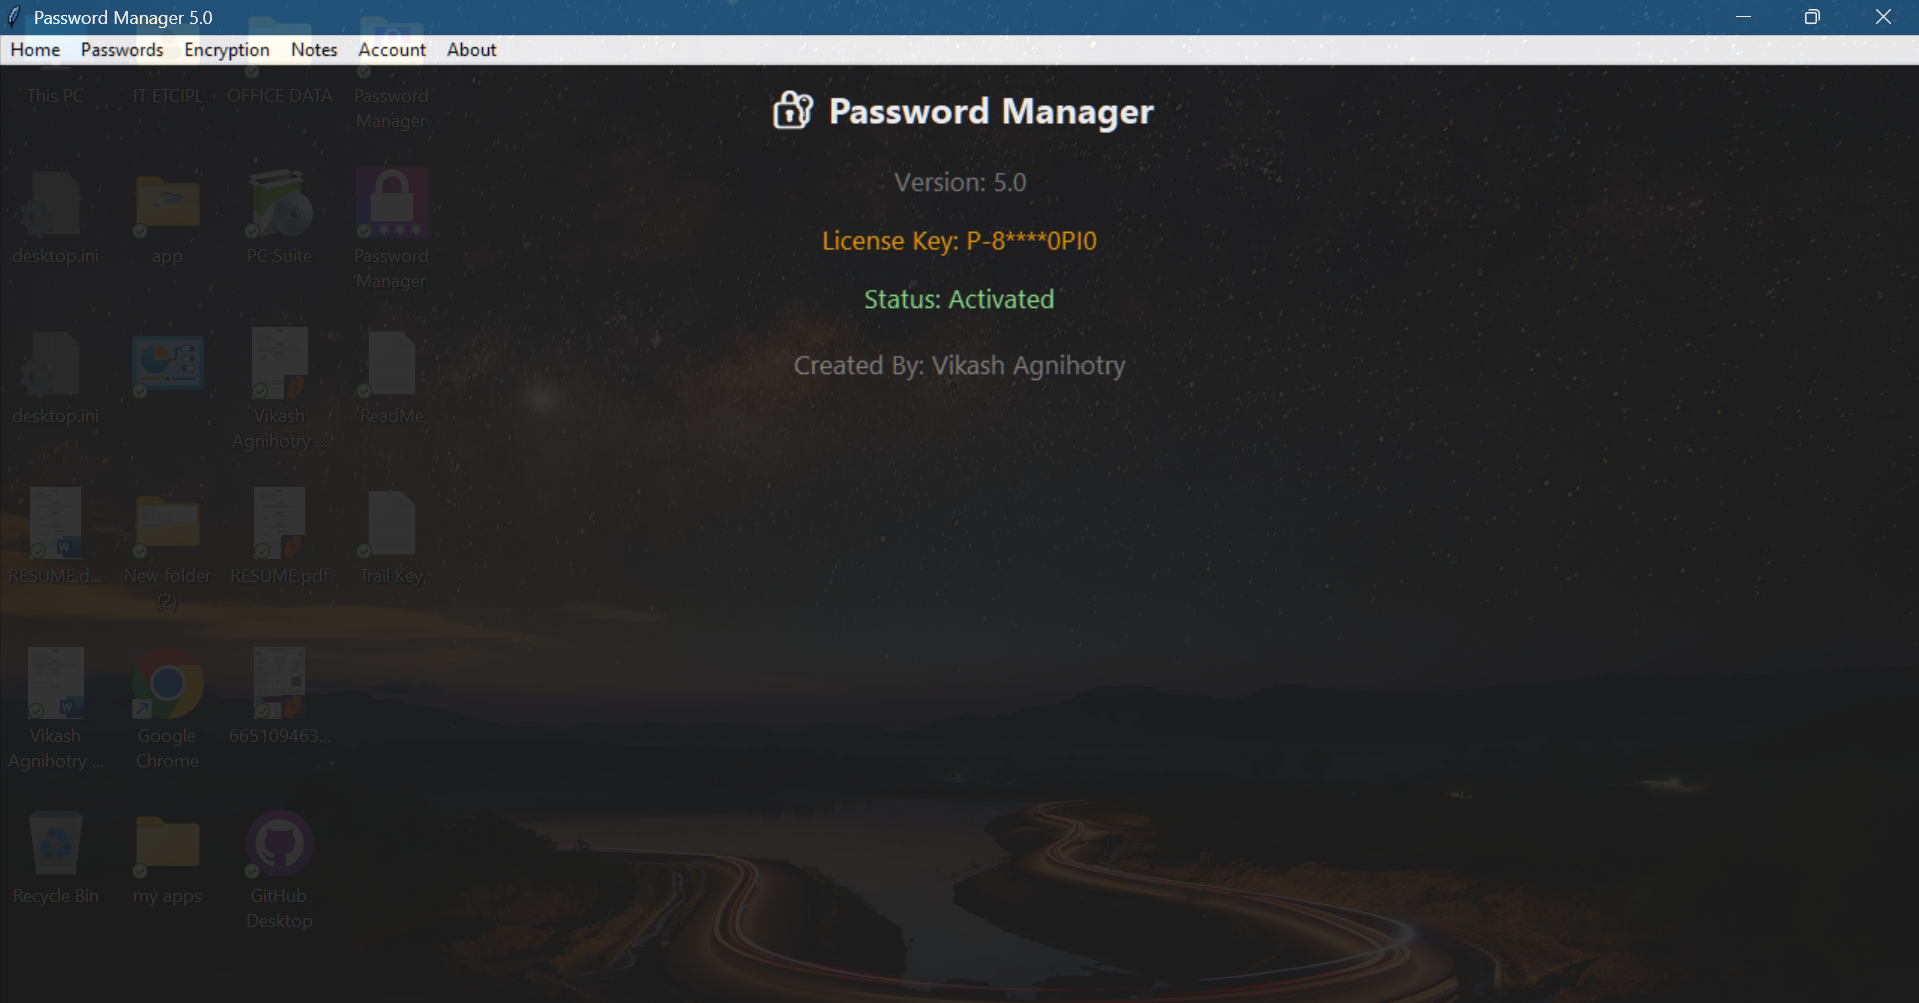 Password Manager 5.0
Home Passwords Encryption Notes Account About
Password Manager
Version: 5.0
License Key: P-8****0PI0
Status: Activated
Created By: Vikash Agnihotry
This PC
IT ETCIPL
OFFICE DATA
Password
Manager
desktop.ini
app
PC Suite
Password
Manager
desktop.ini
Vikash
Agnihotry ...
ReadMe
RESUME.d...
New folder
(2)
RESUME.pdf
Trail Key
Vikash
Agnihotry ...
Google
Chrome
665109463...
Recycle Bin
my apps
GitHub
Desktop